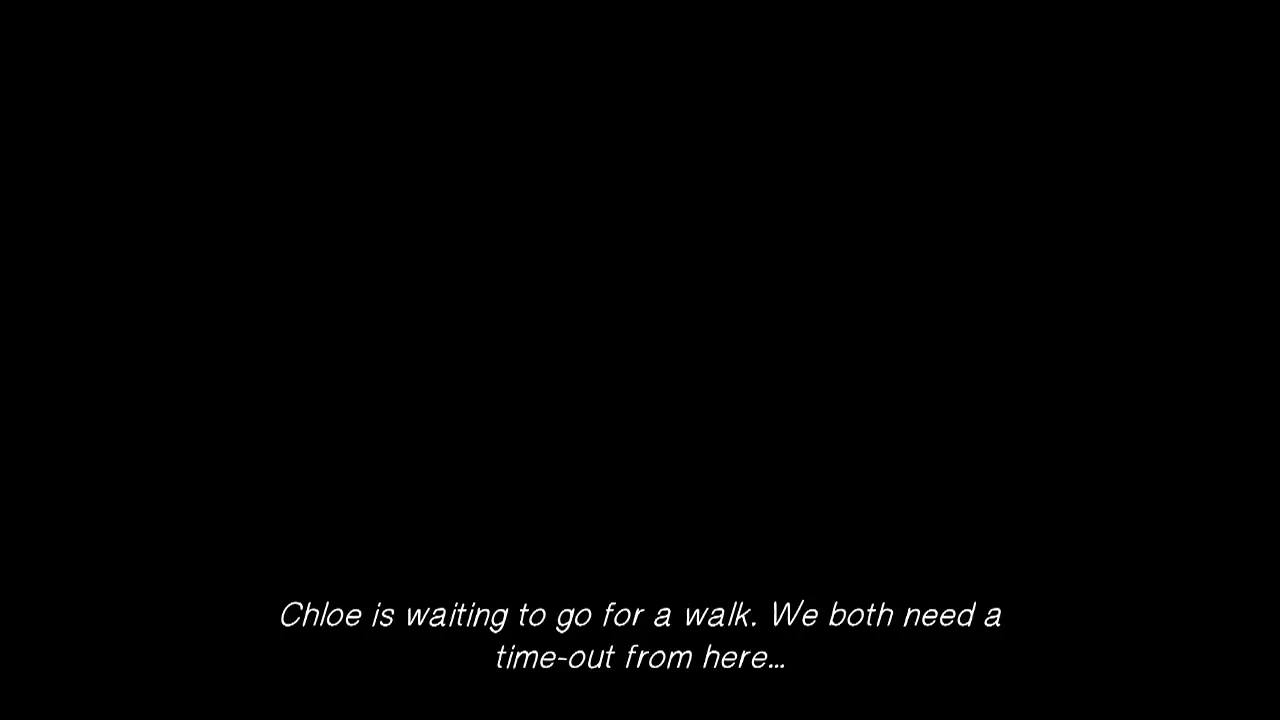 Chloe is waiting to go for a walk. We both need a
time-out from here...